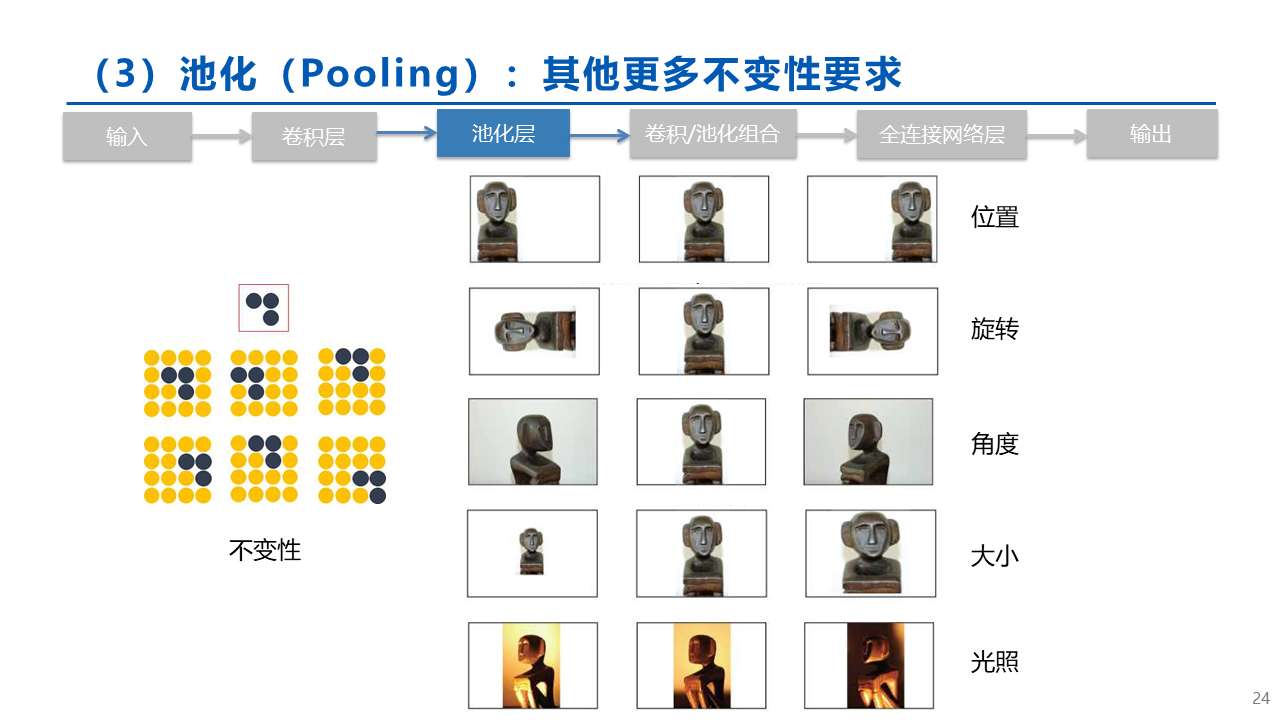 （3）池化（Pooling）：其他更多不变性要求
输入
卷积层
池化层
卷积/池化组合
全连接网络层
输出
位置
旋转
角度
不变性
大小
光照
24